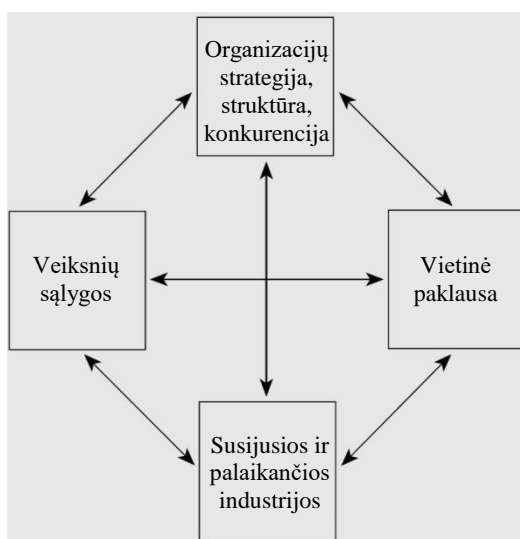 Organizacijų
strategija,
struktūra,
konkurencija
Veiksnių
sąlygos
Vietinė
paklausa
Susijusios ir
palaikančios
industrijos